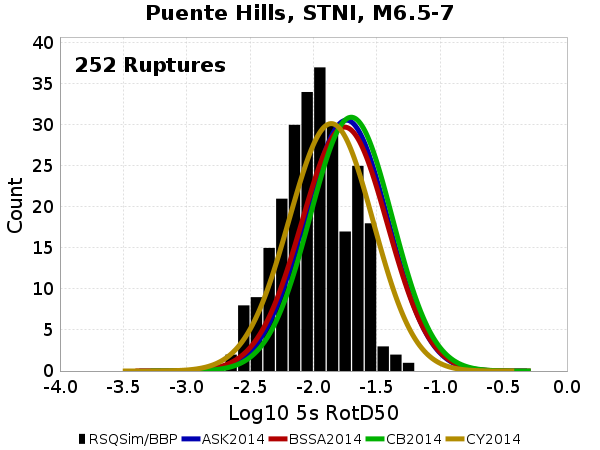 Puente Hills, STNI, M6.5-7
252 Ruptures
Count
40
35
30
25
20
15
10
5
0
-4.0 -3.5 -3.0 -2.5 -2.0 -1.5 -1.0 -0.5 0.0
Log10 5s RotD50
RSQSim/BBP ASK2014 BSSA2014 CB2014 CY2014